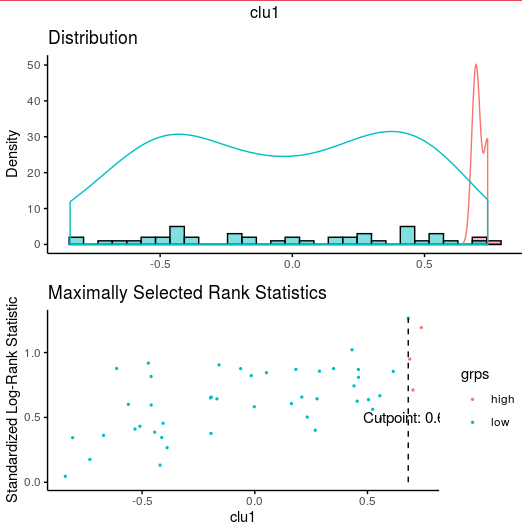 clu1
Distribution
50
40
30
20
10
0
Density
-0.5 0.0 0.5
Maximally Selected Rank Statistics
1.0
0.5
0.0
Standardized Log-Rank Statistic
Cutpoint: 0.6
-0.5 0.0 0.5
clu1
grps
high
low